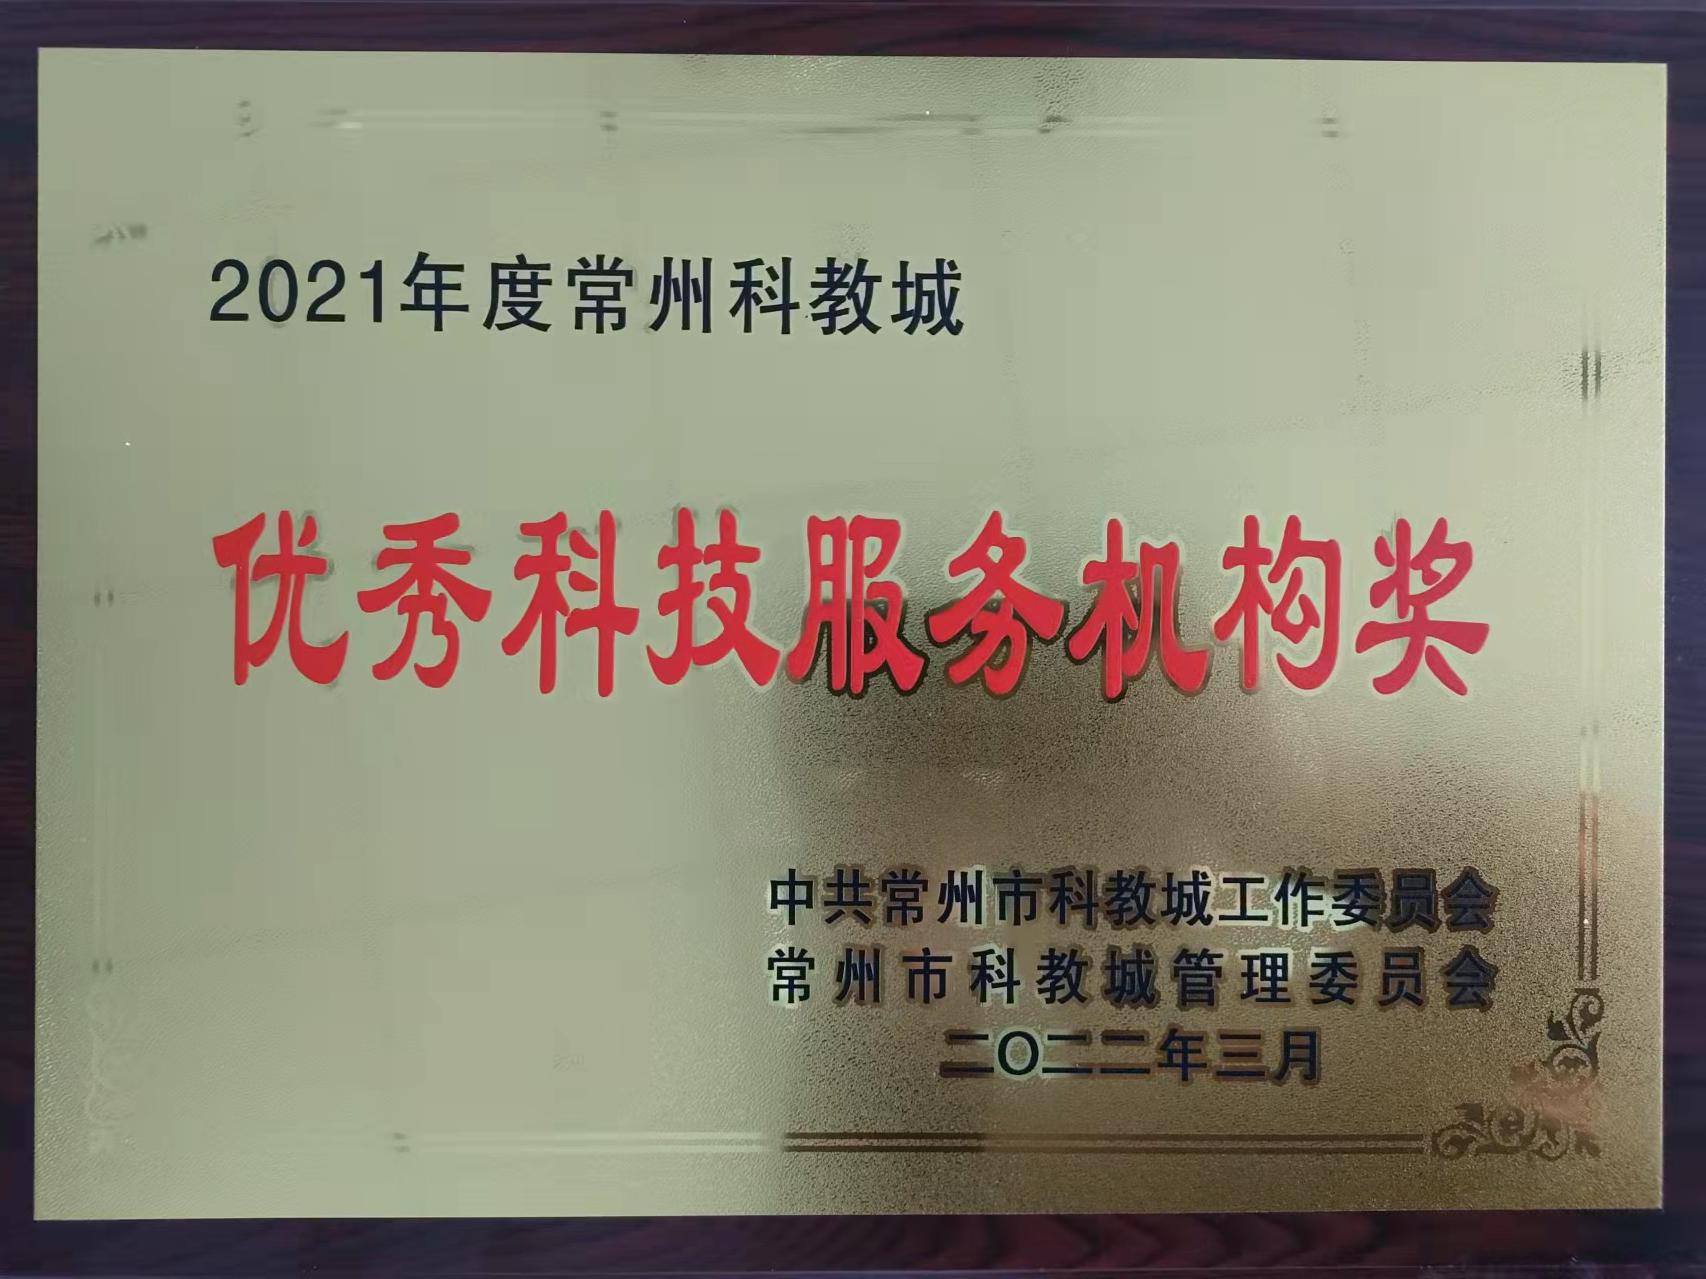 2021年度常州科教城
优秀科技服务机构奖
中共常州市科教城工作委员会
常州市科教城管理委员会
二〇二二年三月